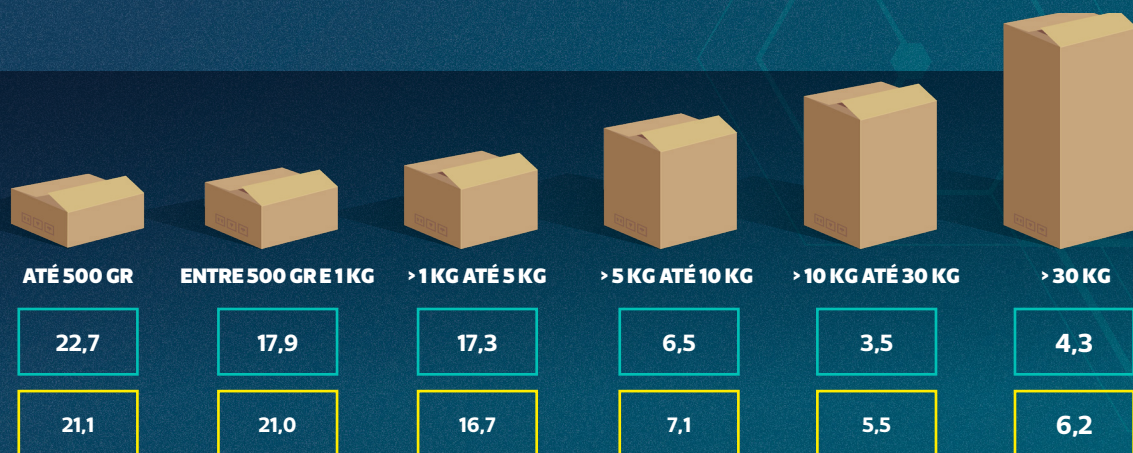 ATÉ 500 GR ENTRE 500 GR E 1 KG > 1 KG ATÉ 5 KG > 5 KG ATÉ 10 KG > 10 KG ATÉ 30 KG > 30 KG
22,7 17,9 17,3 6,5 3,5 4,3
21,1 21,0 16,7 7,1 5,5 6,2